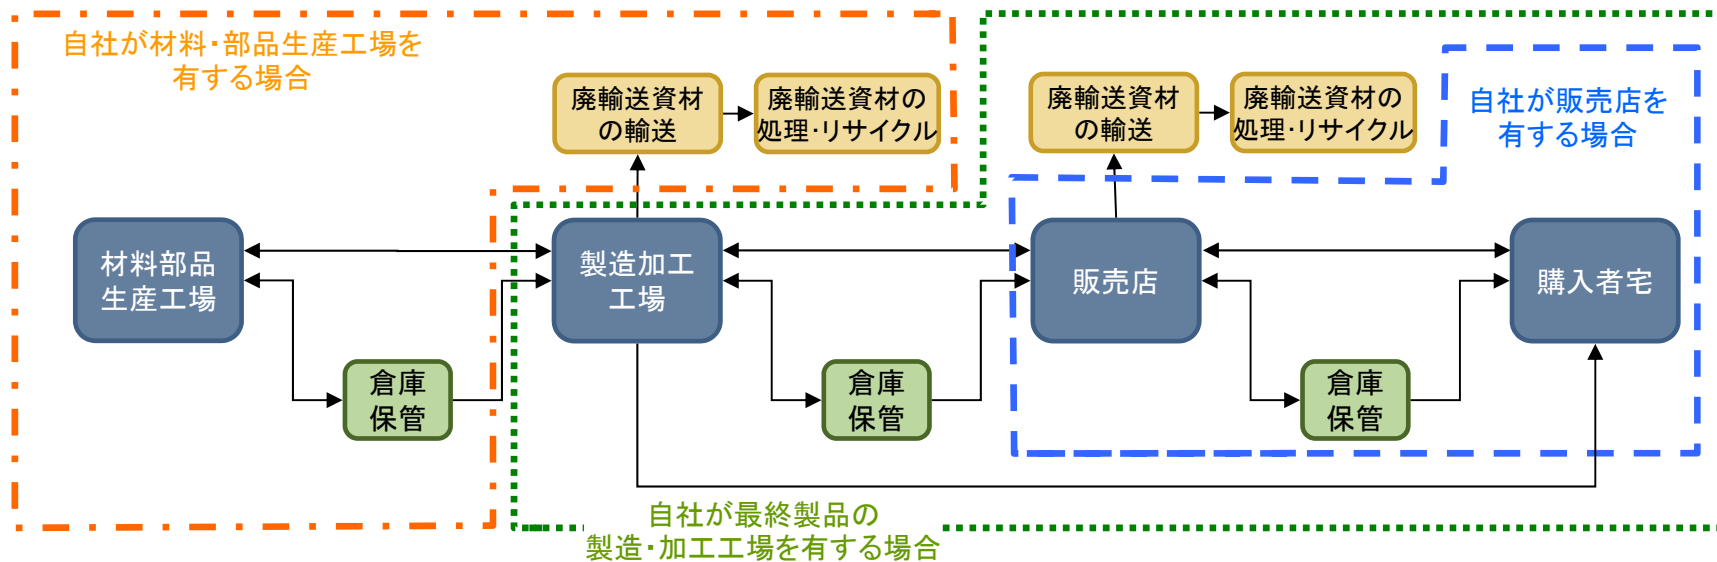 自社が材料・部品生産工場を
有する場合
廃輸送資材
の輸送
廃輸送資材の
処理・リサイクル
廃輸送資材
の輸送
廃輸送資材の
処理・リサイクル
自社が販売店を
有する場合
材料部品
生産工場
製造加工
工場
販売店
購入者宅
倉庫
保管
倉庫
保管
倉庫
保管
自社が最終製品の
製造・加工工場を有する場合